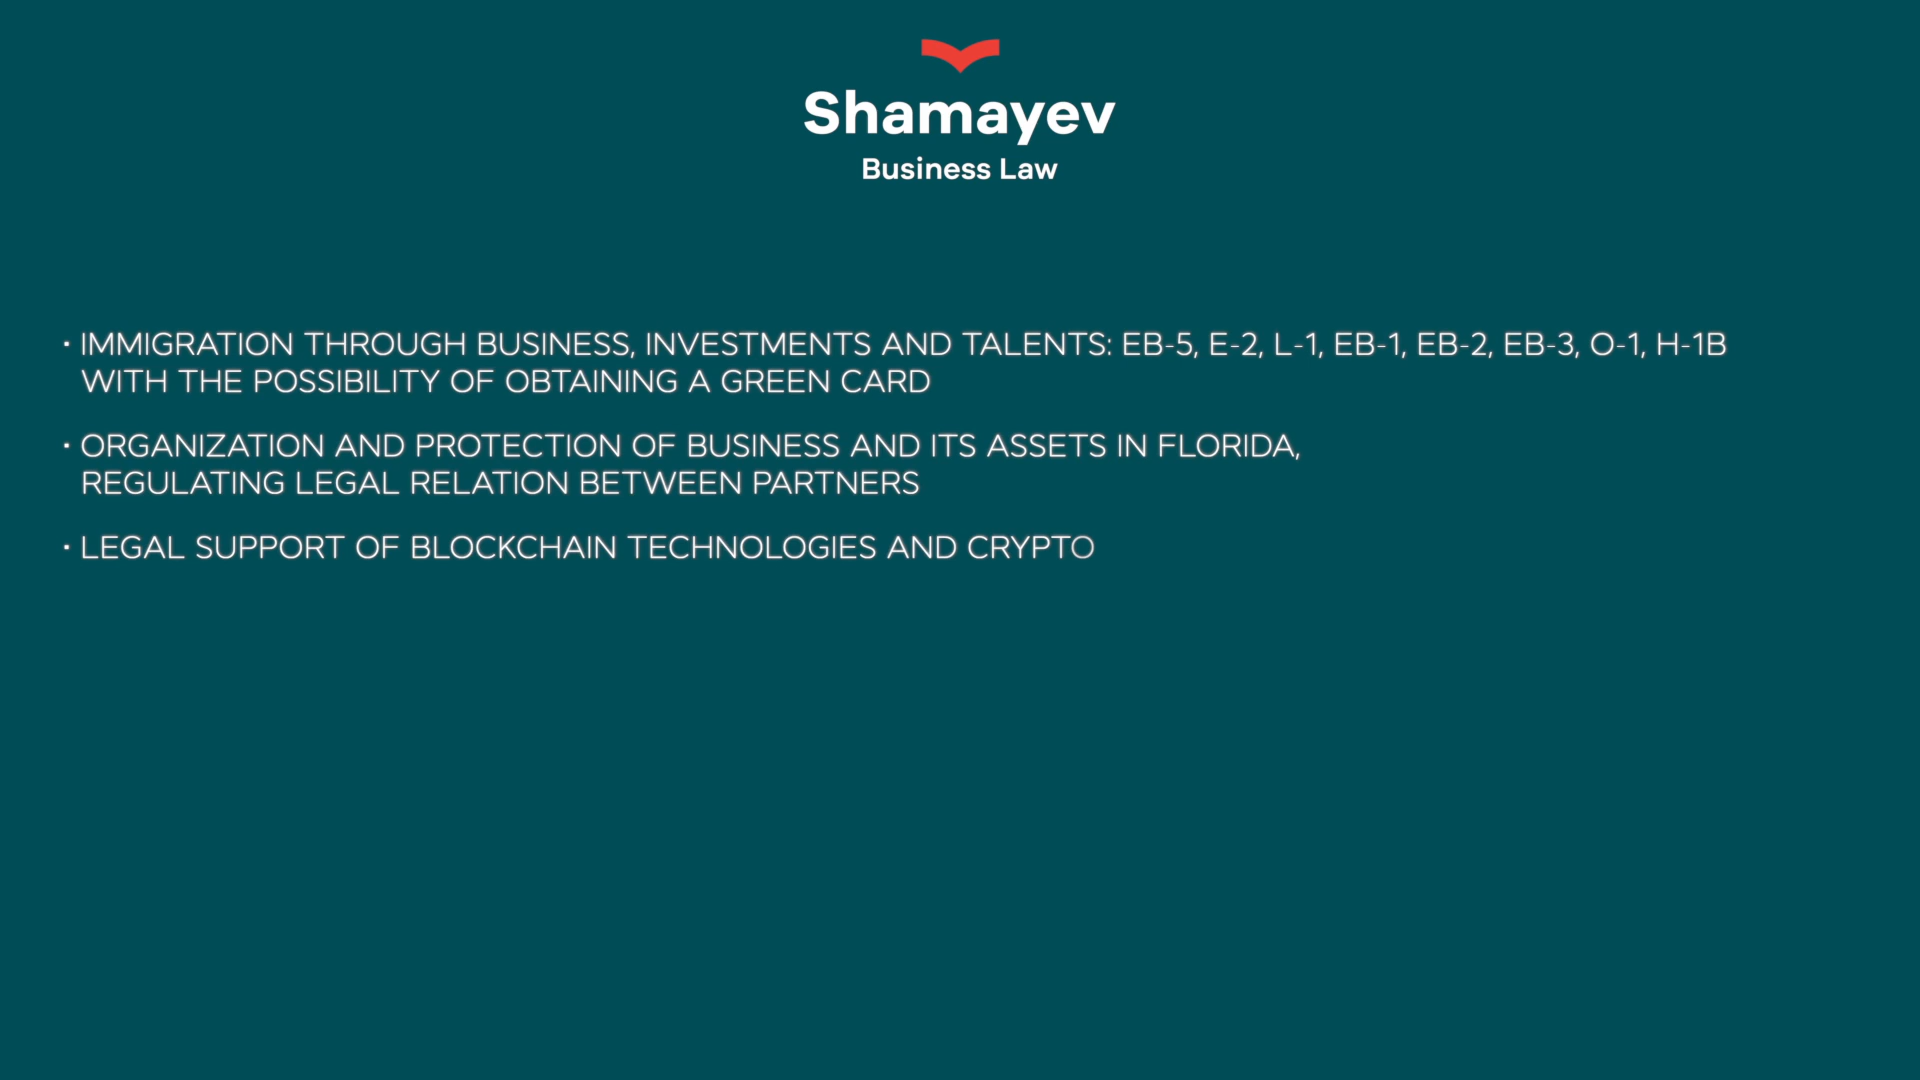 Shamayev
Business Law
· IMMIGRATION THROUGH BUSINESS, INVESTMENTS AND TALENTS: EB-5, E-2, L-1, EB-1, EB-2, EB-3, O-1, H-1B
WITH THE POSSIBILITY OF OBTAINING A GREEN CARD
· ORGANIZATION AND PROTECTION OF BUSINESS AND ITS ASSETS IN FLORIDA,
REGULATING LEGAL RELATION BETWEEN PARTNERS
· LEGAL SUPPORT OF BLOCKCHAIN TECHNOLOGIES AND CRYPTO